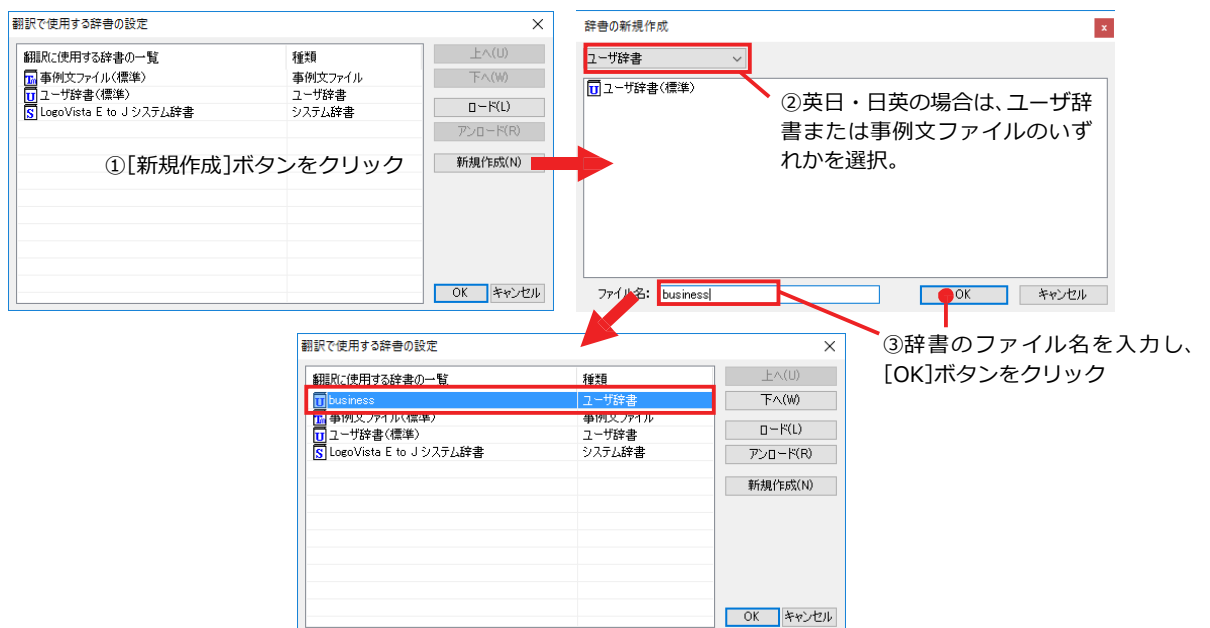 翻訳で使用する辞書の設定
翻訳に使用する辞書の一覧 種類
事例文ファイル(標準) 事例文ファイル
ユーザ辞書(標準) ユーザ辞書
LogoVista E to J システム辞書 システム辞書
上へ(U)
下へ(W)
ロード(L)
アンロード(R)
新規作成(N)
①[新規作成]ボタンをクリック
OK キャンセル
辞書の新規作成
ユーザ辞書
ユーザ辞書(標準)
②英日・日英の場合は、ユーザ辞
書または事例文ファイルのいず
れかを選択。
ファイル名: business
OK キャンセル
③辞書のファイル名を入力し、
[OK]ボタンをクリック
翻訳で使用する辞書の設定
翻訳に使用する辞書の一覧 種類
business ユーザ辞書
事例文ファイル(標準) 事例文ファイル
ユーザ辞書(標準) ユーザ辞書
LogoVista E to J システム辞書 システム辞書
上へ(U)
下へ(W)
ロード(L)
アンロード(R)
新規作成(N)
OK キャンセル